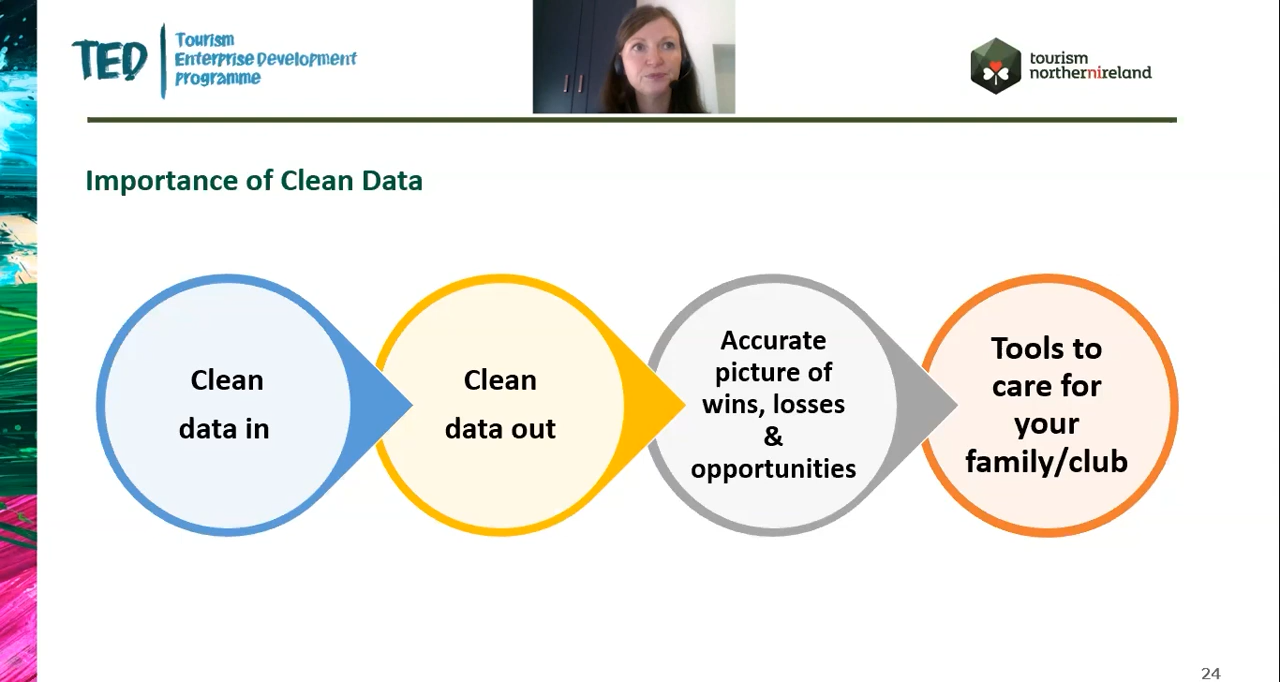 TED
Tourism
Enterprise Development
programme
tourism
northernireland
Importance of Clean Data
Clean
data in
Clean
data out
Accurate
picture of
wins, losses
&
opportunities
Tools to
care for
your
family/club
24